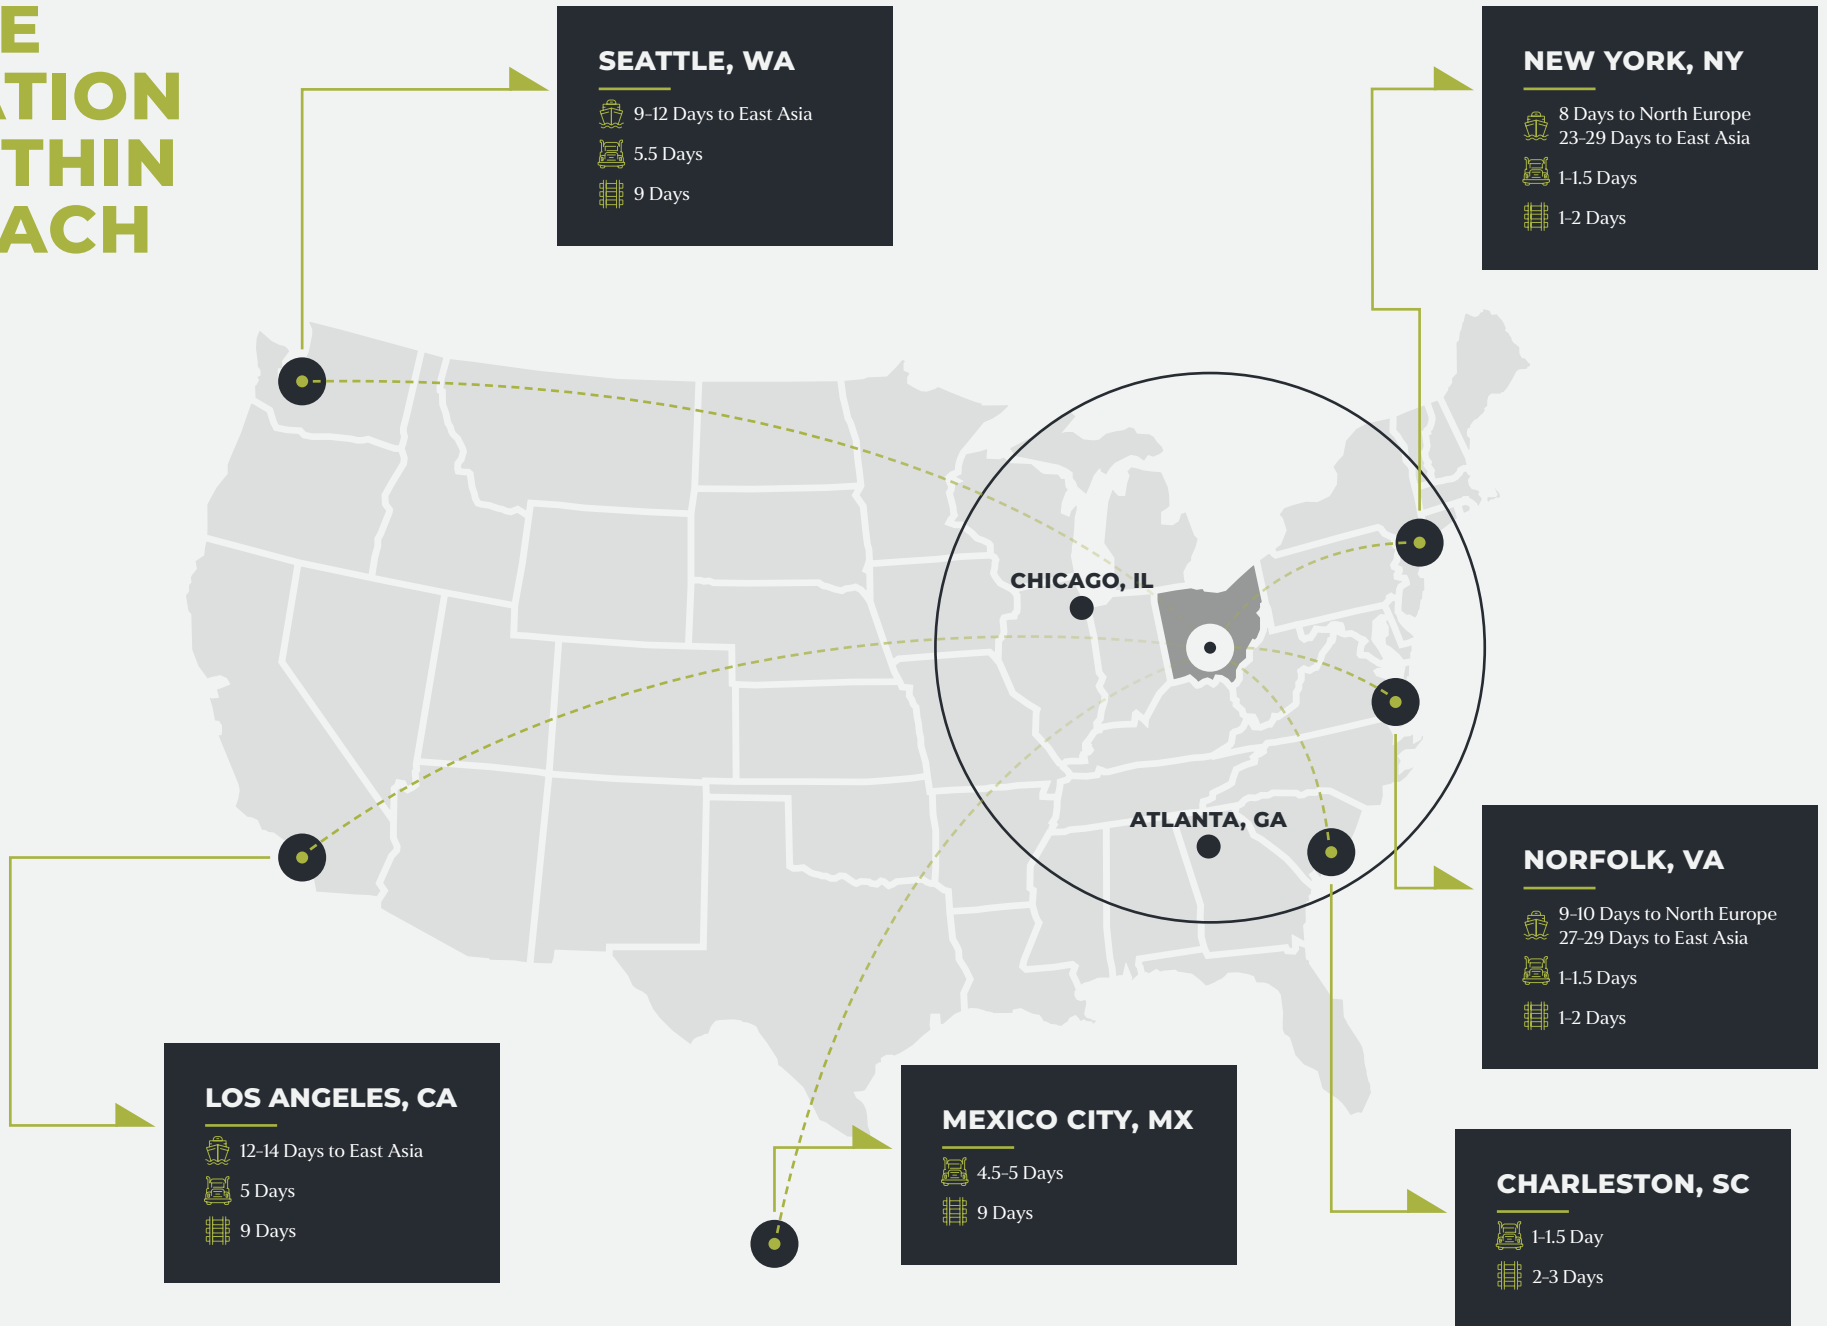 E
ATION
THIN
ACH
SEATTLE, WA
9-12 Days to East Asia
5.5 Days
9 Days
NEW YORK, NY
8 Days to North Europe
23-29 Days to East Asia
1-1.5 Days
1-2 Days
CHICAGO, IL
ATLANTA, GA
NORFOLK, VA
9-10 Days to North Europe
27-29 Days to East Asia
1-1.5 Days
1-2 Days
LOS ANGELES, CA
12-14 Days to East Asia
5 Days
9 Days
MEXICO CITY, MX
4.5-5 Days
9 Days
CHARLESTON, SC
1-1.5 Day
2-3 Days